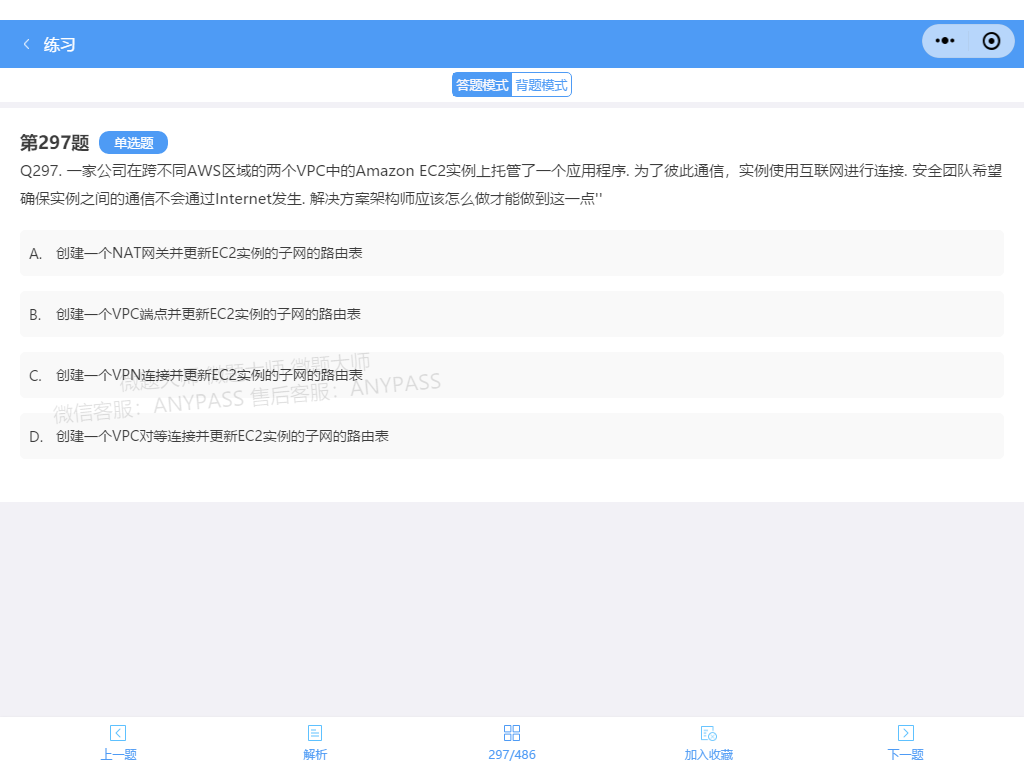 练习
答题模式 背题模式
第297题 单选题
Q297. 一家公司在跨不同AWS区域的两个VPC中的Amazon EC2实例上托管了一个应用程序. 为了彼此通信，实例使用互联网进行连接. 安全团队希望
确保实例之间的通信不会通过Internet发生. 解决方案架构师应该怎么做才能做到这一点''
A. 创建一个NAT网关并更新EC2实例的子网的路由表
B. 创建一个VPC端点并更新EC2实例的子网的路由表
C. 创建一个VPN连接并更新EC2实例的子网的路由表
微题大师 微题大师 微题大师
微信客服：ANYPASS 售后客服：ANYPASS
D. 创建一个VPC对等连接并更新EC2实例的子网的路由表
上一题 解析 297/486 加入收藏 下一题